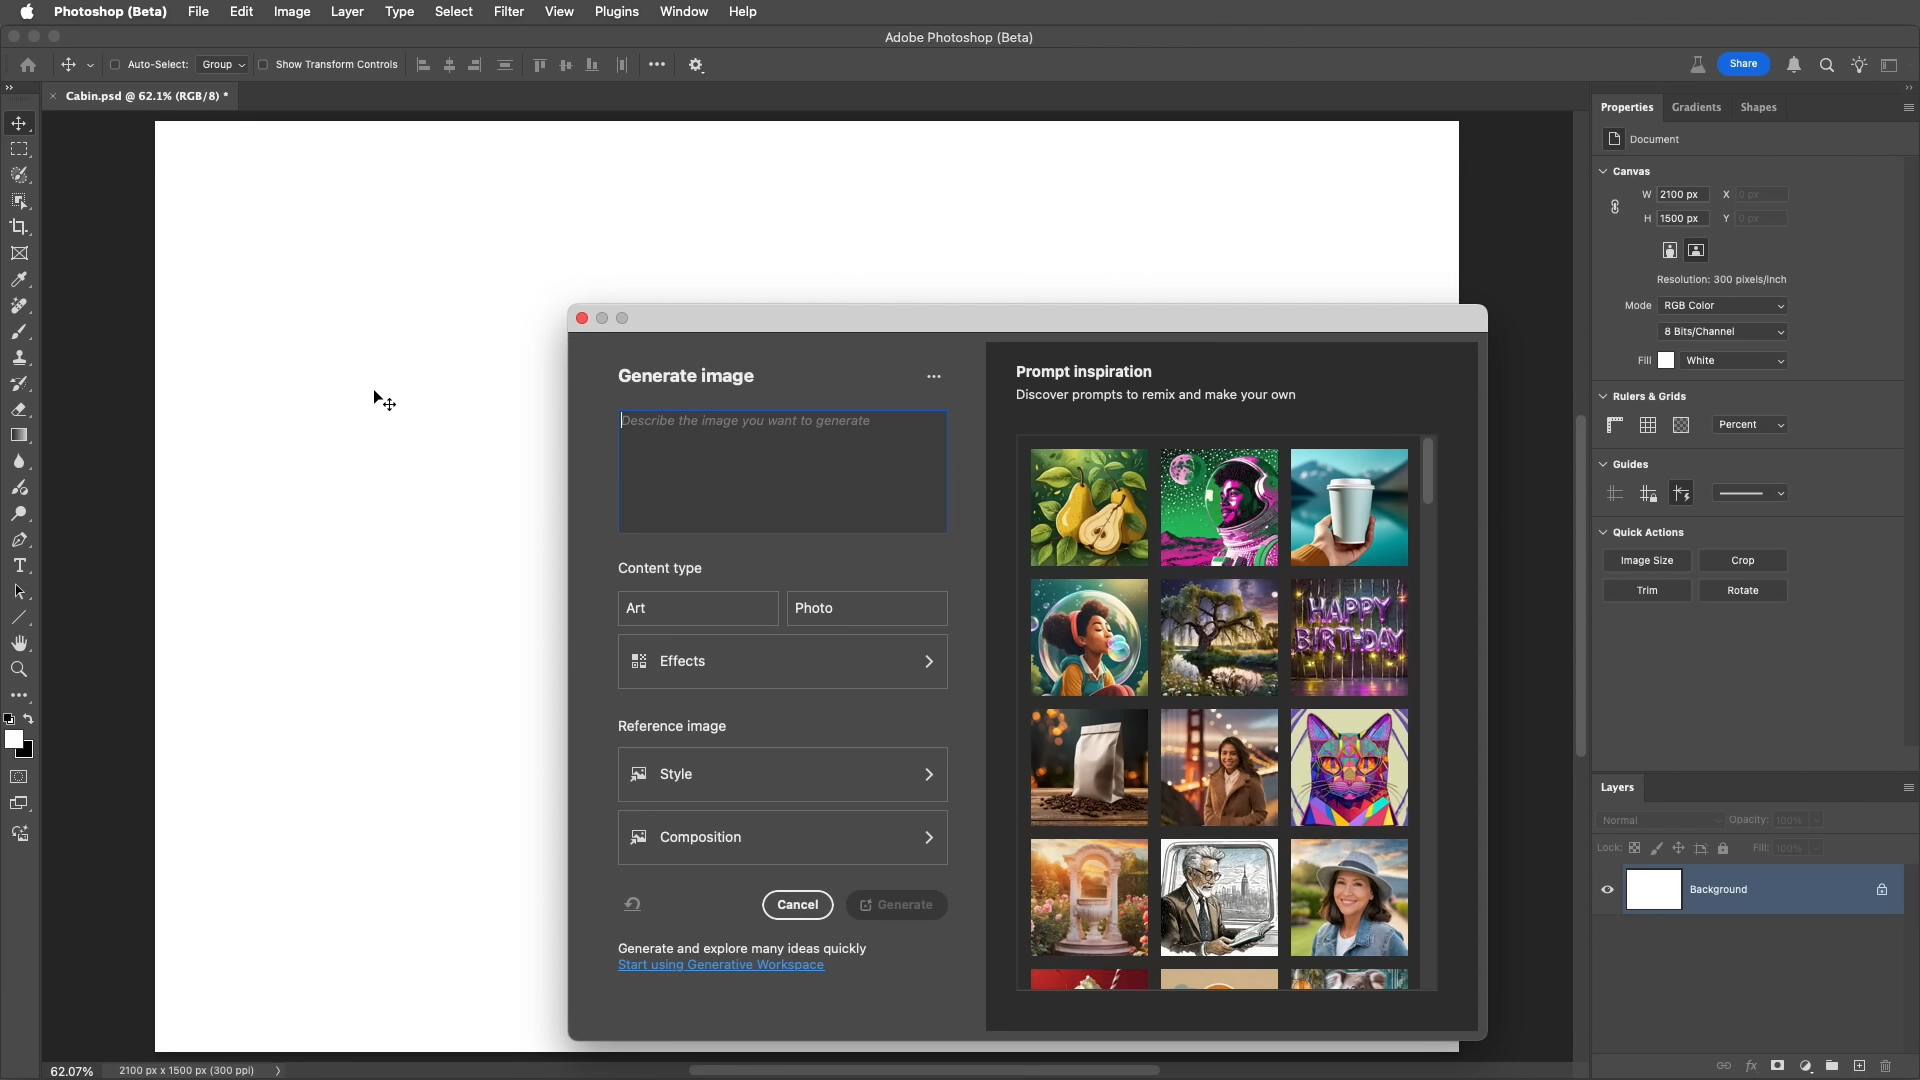 Photoshop (Beta) File Edit Image Layer Type Select Filter View Plugins Window Help
Adobe Photoshop (Beta)
Auto-Select: Group Show Transform Controls
Share
Cabin.psd @ 62.1% (RGB/8) *
Properties Gradients Shapes
Document
Canvas
W 2100 px X 0 px
H 1500 px Y 0 px
Resolution: 300 pixels/inch
Mode RGB Color
8 Bits/Channel
Fill White
Rulers & Grids
Percent
Guides
Quick Actions
Image Size Crop
Trim Rotate
Generate image
Describe the image you want to generate
Content type
Art Photo
Effects
Reference image
Style
Composition
Cancel Generate
Generate and explore many ideas quickly
Start using Generative Workspace
Prompt inspiration
Discover prompts to remix and make your own
HAPPY
BIRTHDAY
Layers
Normal Opacity: 100%
Lock: Fill: 100%
Background
fx
62.07% 2100 px x 1500 px (300 ppi)